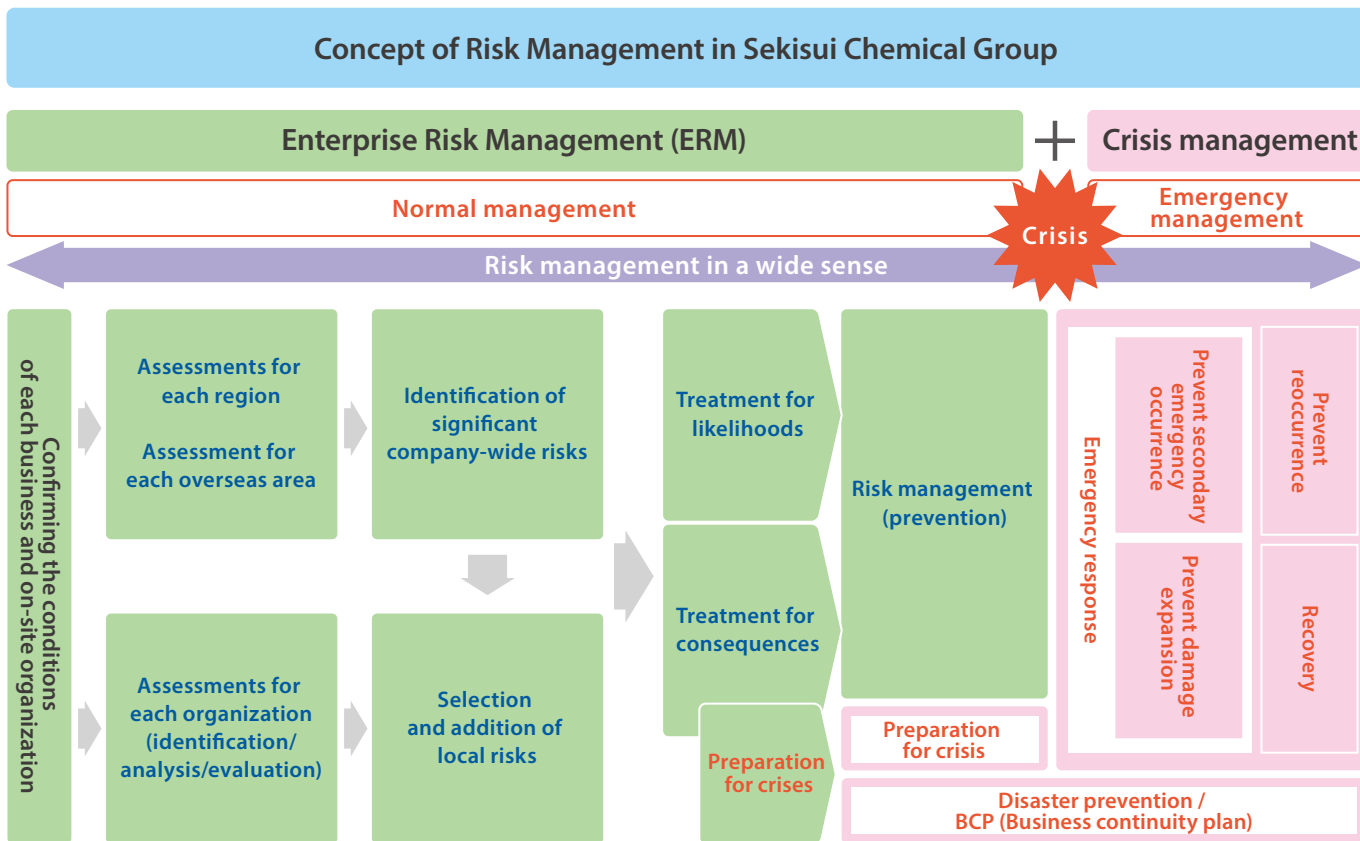 Concept of Risk Management in Sekisui Chemical Group
Enterprise Risk Management (ERM)
+
Crisis management
Normal management
Crisis
Emergency
management
Risk management in a wide sense
Confirming the conditions
of each business and on-site organization
Assessments for
each region
Assessment for
each overseas area
Identification of
significant
company-wide risks
Assessments for
each organization
(identification/
analysis/evaluation)
Selection
and addition of
local risks
Treatment for
likelihoods
Treatment for
consequences
Preparation
for crises
Risk management
(prevention)
Preparation
for crisis
Emergency response
Prevent secondary
emergency
occurrence
Prevent damage
expansion
Prevent
reoccurrence
Recovery
Disaster prevention /
BCP (Business continuity plan)